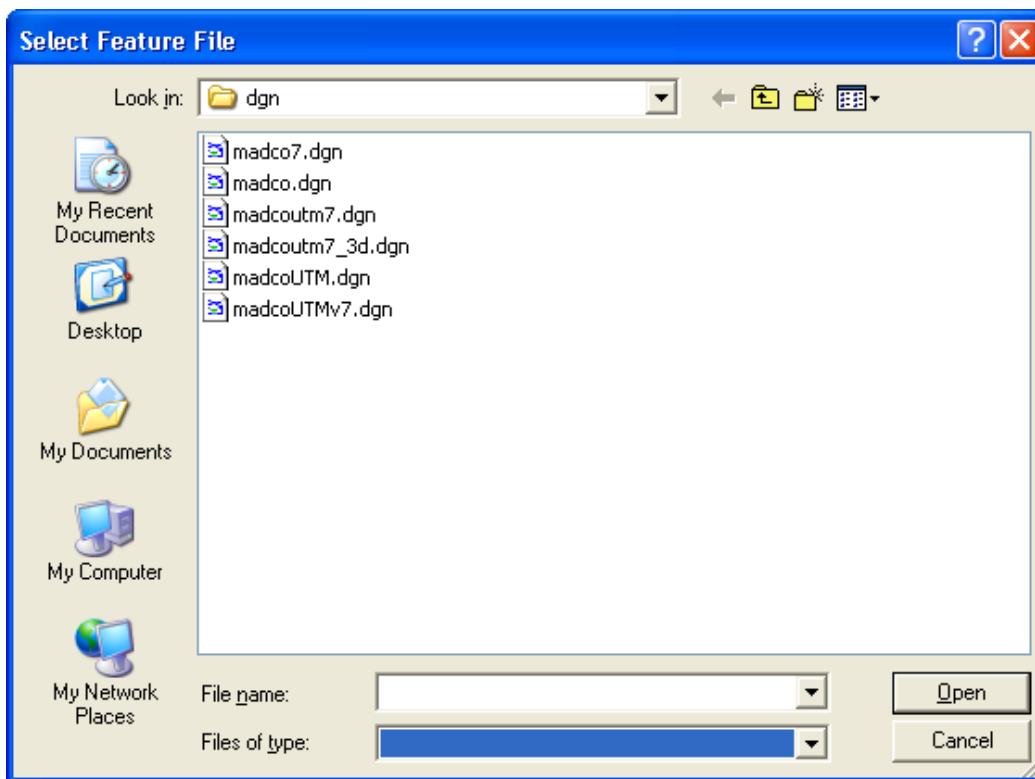 Select Feature File
Look in:
dgn
My Recent
Documents
Desktop
My Documents
My Computer
My Network
Places
madco7.dgn
madco.dgn
madcoutm7.dgn
madcoutm7_3d.dgn
madcoUTM.dgn
madcoUTMv7.dgn
File name:
Open
Files of type:
Cancel